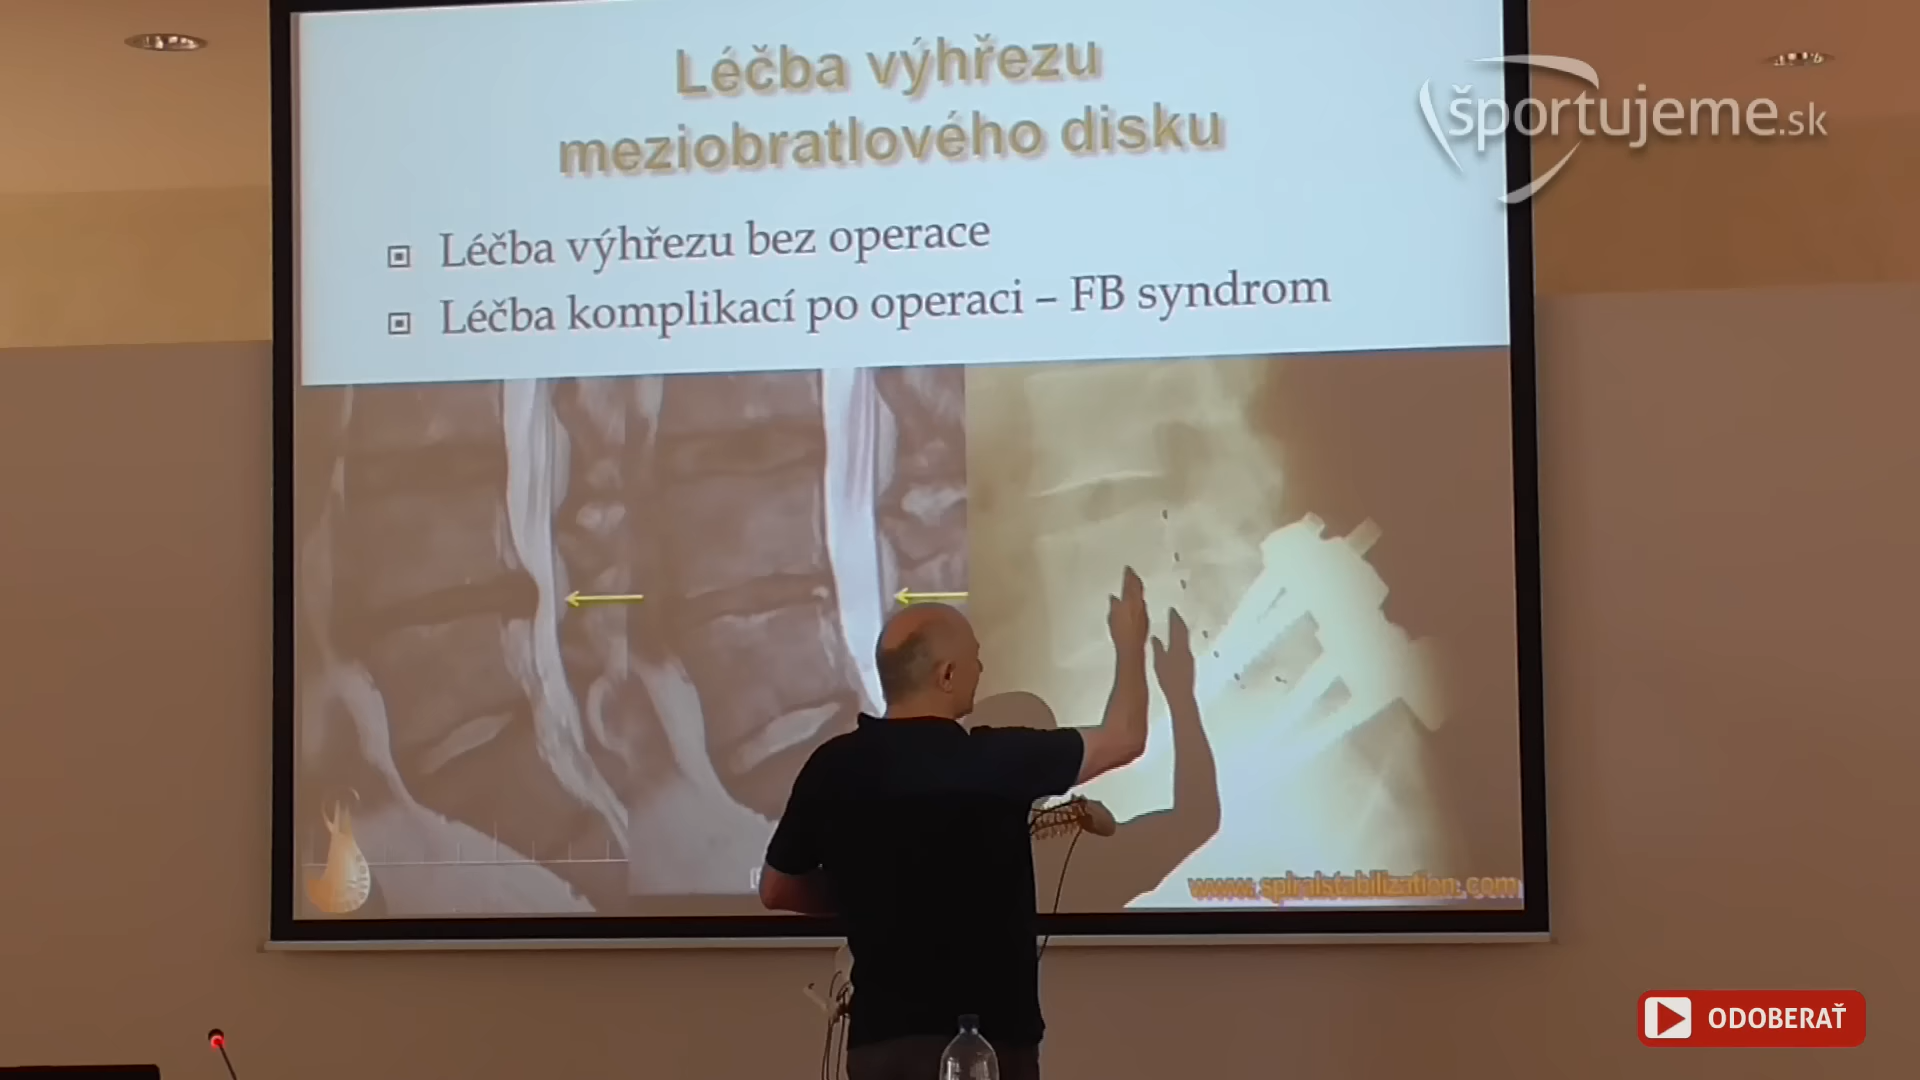 Léčba výhřezu
meziobratlového disku
Léčba výhřezu bez operace
Léčba komplikací po operaci – FB syndrom
www.spiralstabilization.com
športujeme.sk
ODOBERAŤ